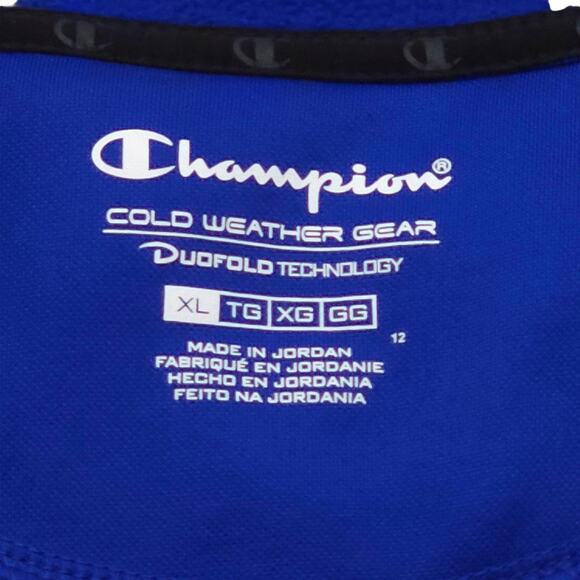 Champion®
COLD WEATHER GEAR
DUOFOLD TECHNOLOGY
XL TG XG GG
12
MADE IN JORDAN
FABRIQUÉ EN JORDANIE
HECHO EN JORDANIA
FEITO NA JORDANIA